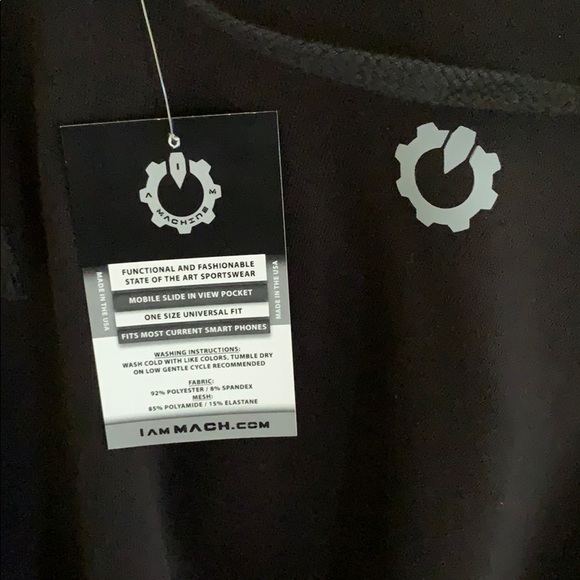 I
A M
MACHINE
MADE IN THE USA
FUNCTIONAL AND FASHIONABLE
STATE OF THE ART SPORTSWEAR
MOBILE SLIDE IN VIEW POCKET
ONE SIZE UNIVERSAL FIT
FITS MOST CURRENT SMART PHONES
MADE IN THE USA
WASHING INSTRUCTIONS:
WASH COLD WITH LIKE COLORS, TUMBLE DRY
ON LOW GENTLE CYCLE RECOMMENDED
FABRIC:
92% POLYESTER / 8% SPANDEX
MESH:
85% POLYAMIDE / 15% ELASTANE
IAMMACH.COM